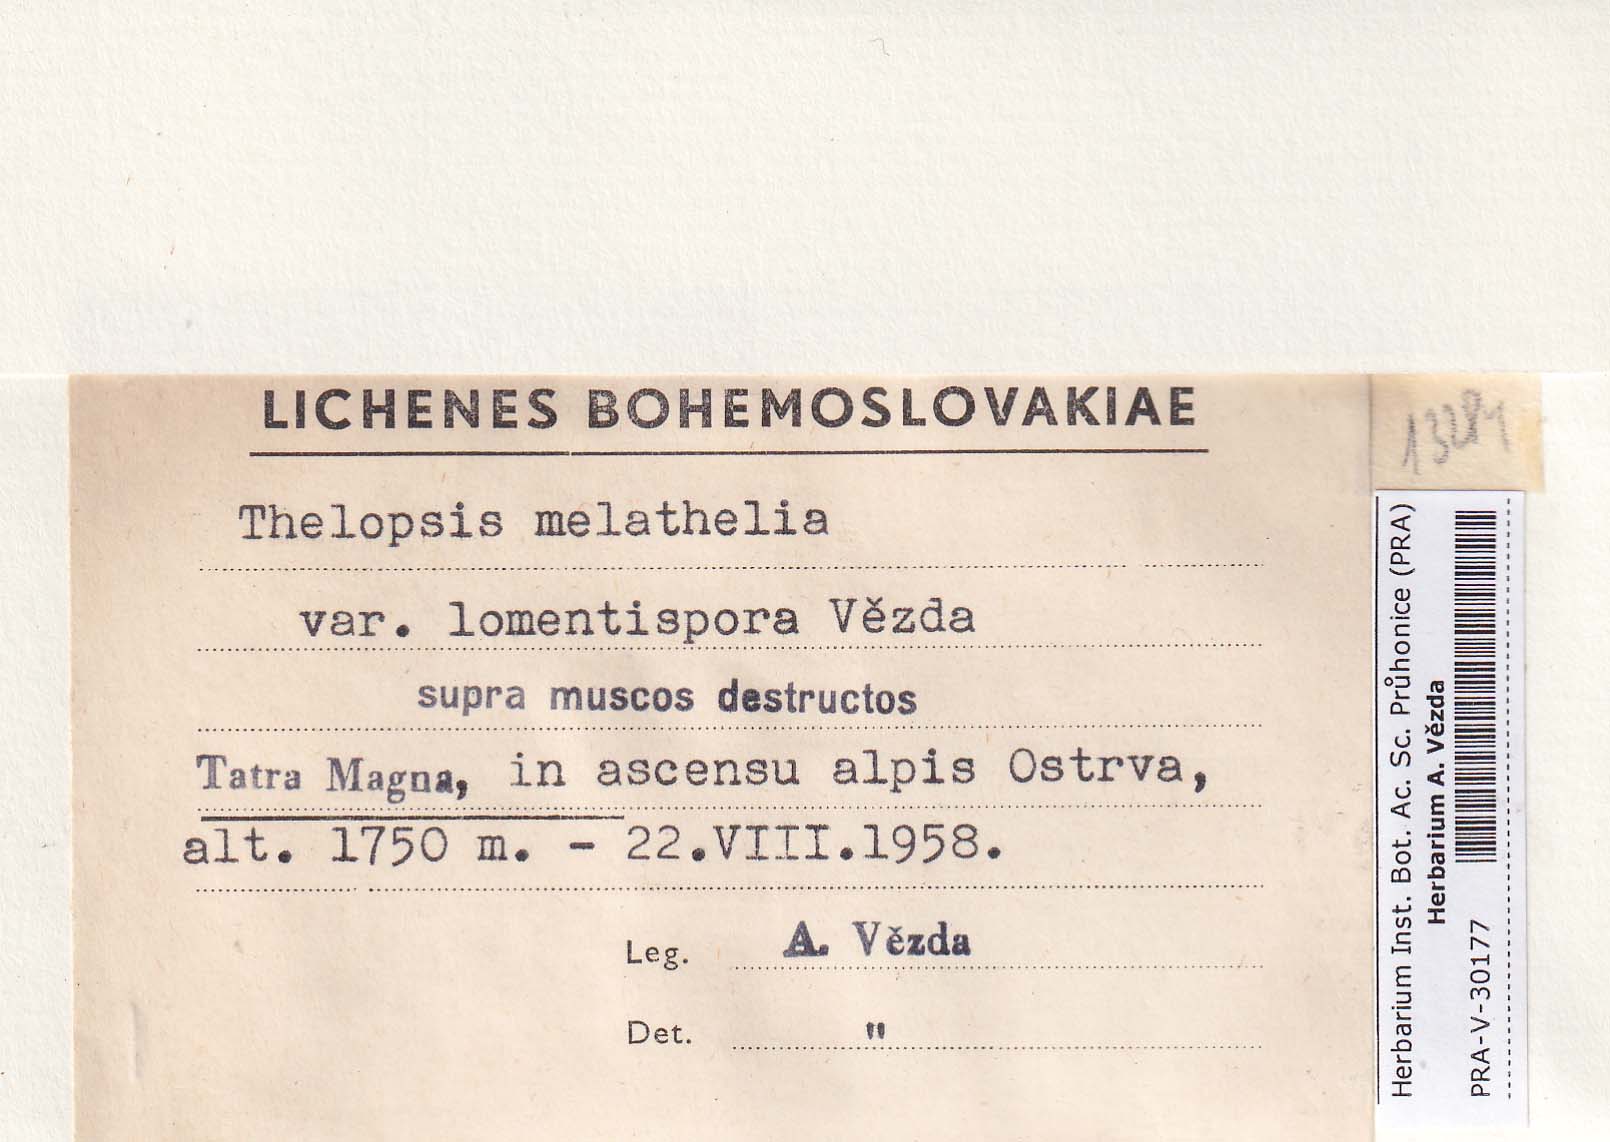 LICHENES BOHEMOSLOVAKIAE
Thelopsis melathelia
var. lomentispora Vězda
supra muscos destructos
Tatra Magna, in ascensu alpis Ostrva,
alt. 1750 m. - 22.VIII.1958.
Leg. A. Vězda
Det. "
Herbarium Inst. Bot. Ac. Sc. Průhonice (PRA)
Herbarium A. Vězda
PRA-V-30177